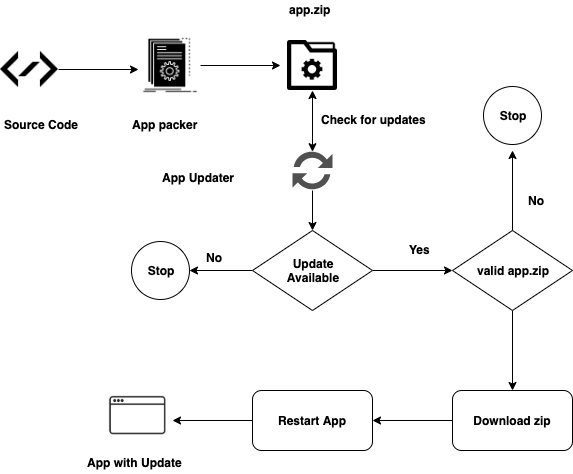 app.zip
Source Code
App packer
Check for updates
Stop
App Updater
No
Update
Available
No
Yes
Stop
valid app.zip
Restart App
Download zip
App with Update